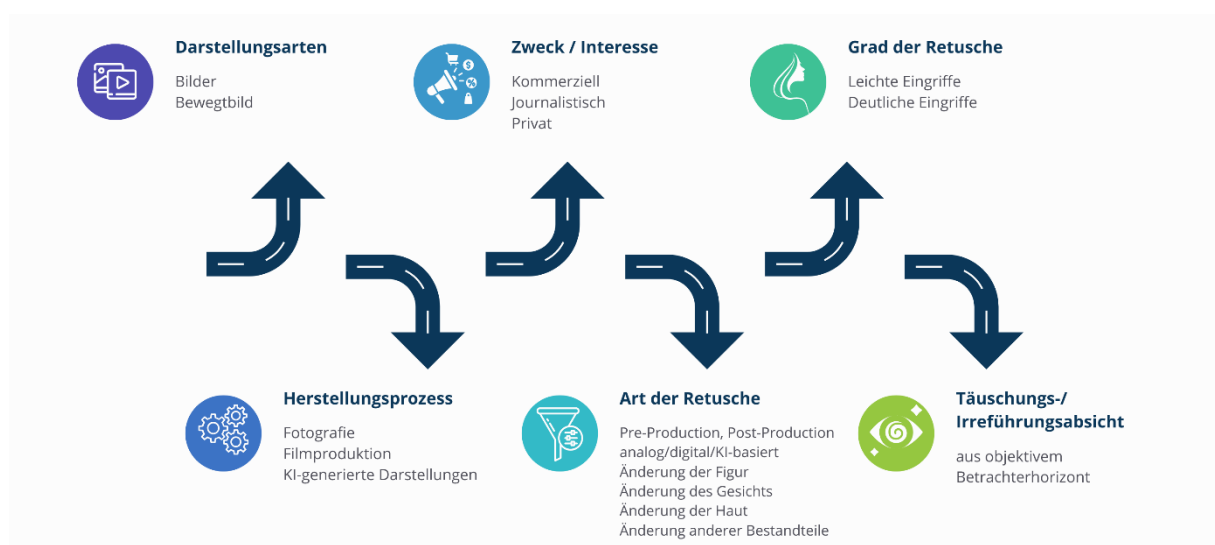 Darstellungsarten
Bilder
Bewegtbild
Zweck / Interesse
Kommerziell
Journalistisch
Privat
Grad der Retusche
Leichte Eingriffe
Deutliche Eingriffe
Herstellungsprozess
Fotografie
Filmproduktion
KI-generierte Darstellungen
Art der Retusche
Pre-Production, Post-Production
analog/digital/KI-basiert
Änderung der Figur
Änderung des Gesichts
Änderung der Haut
Änderung anderer Bestandteile
Täuschungs-/
Irreführungsabsicht
aus objektivem
Betrachterhorizont